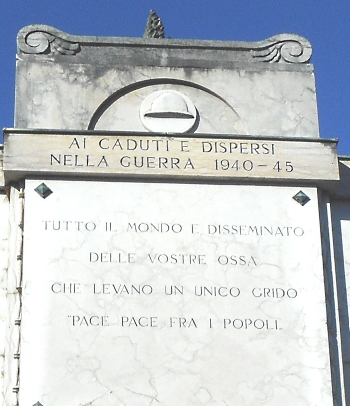 AI CADUTI E DISPERSI
NELLA GUERRA 1940-45
TUTTO IL MONDO E DISSEMINATO
DELLE VOSTRE OSSA
CHE LEVANO UN UNICO GRIDO
"PACE PACE FRA I POPOLI.